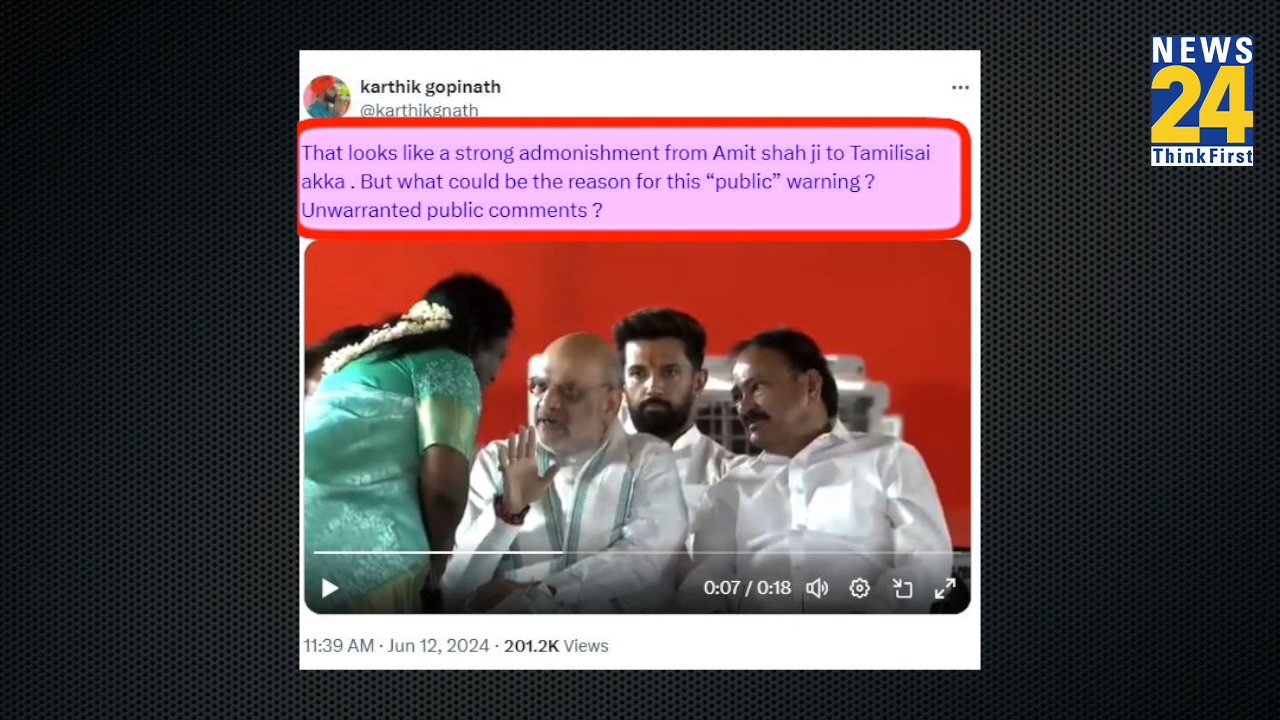 NEWS
24
ThinkFirst
karthik gopinath
@karthikgnath
That looks like a strong admonishment from Amit shah ji to Tamilisai
akka . But what could be the reason for this “public” warning ?
Unwarranted public comments ?
0:07 / 0:18
11:39 AM · Jun 12, 2024 · 201.2K Views